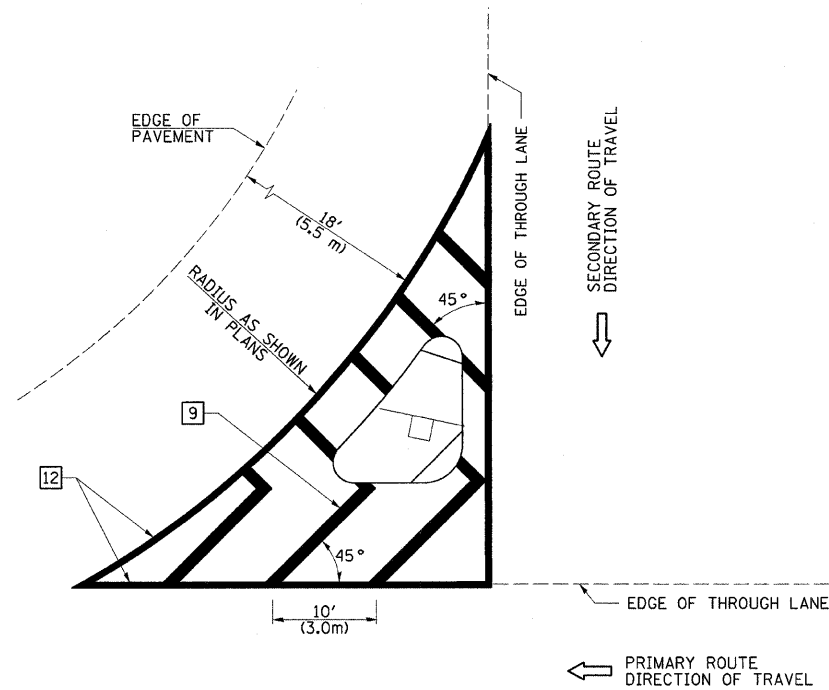 EDGE OF
PAVEMENT
18'
(5.5 m)
RADIUS AS SHOWN
IN PLANS
45°
EDGE OF THROUGH LANE
SECONDARY ROUTE
DIRECTION OF TRAVEL
9
12
45°
10'
(3.0m)
EDGE OF THROUGH LANE
PRIMARY ROUTE
DIRECTION OF TRAVEL